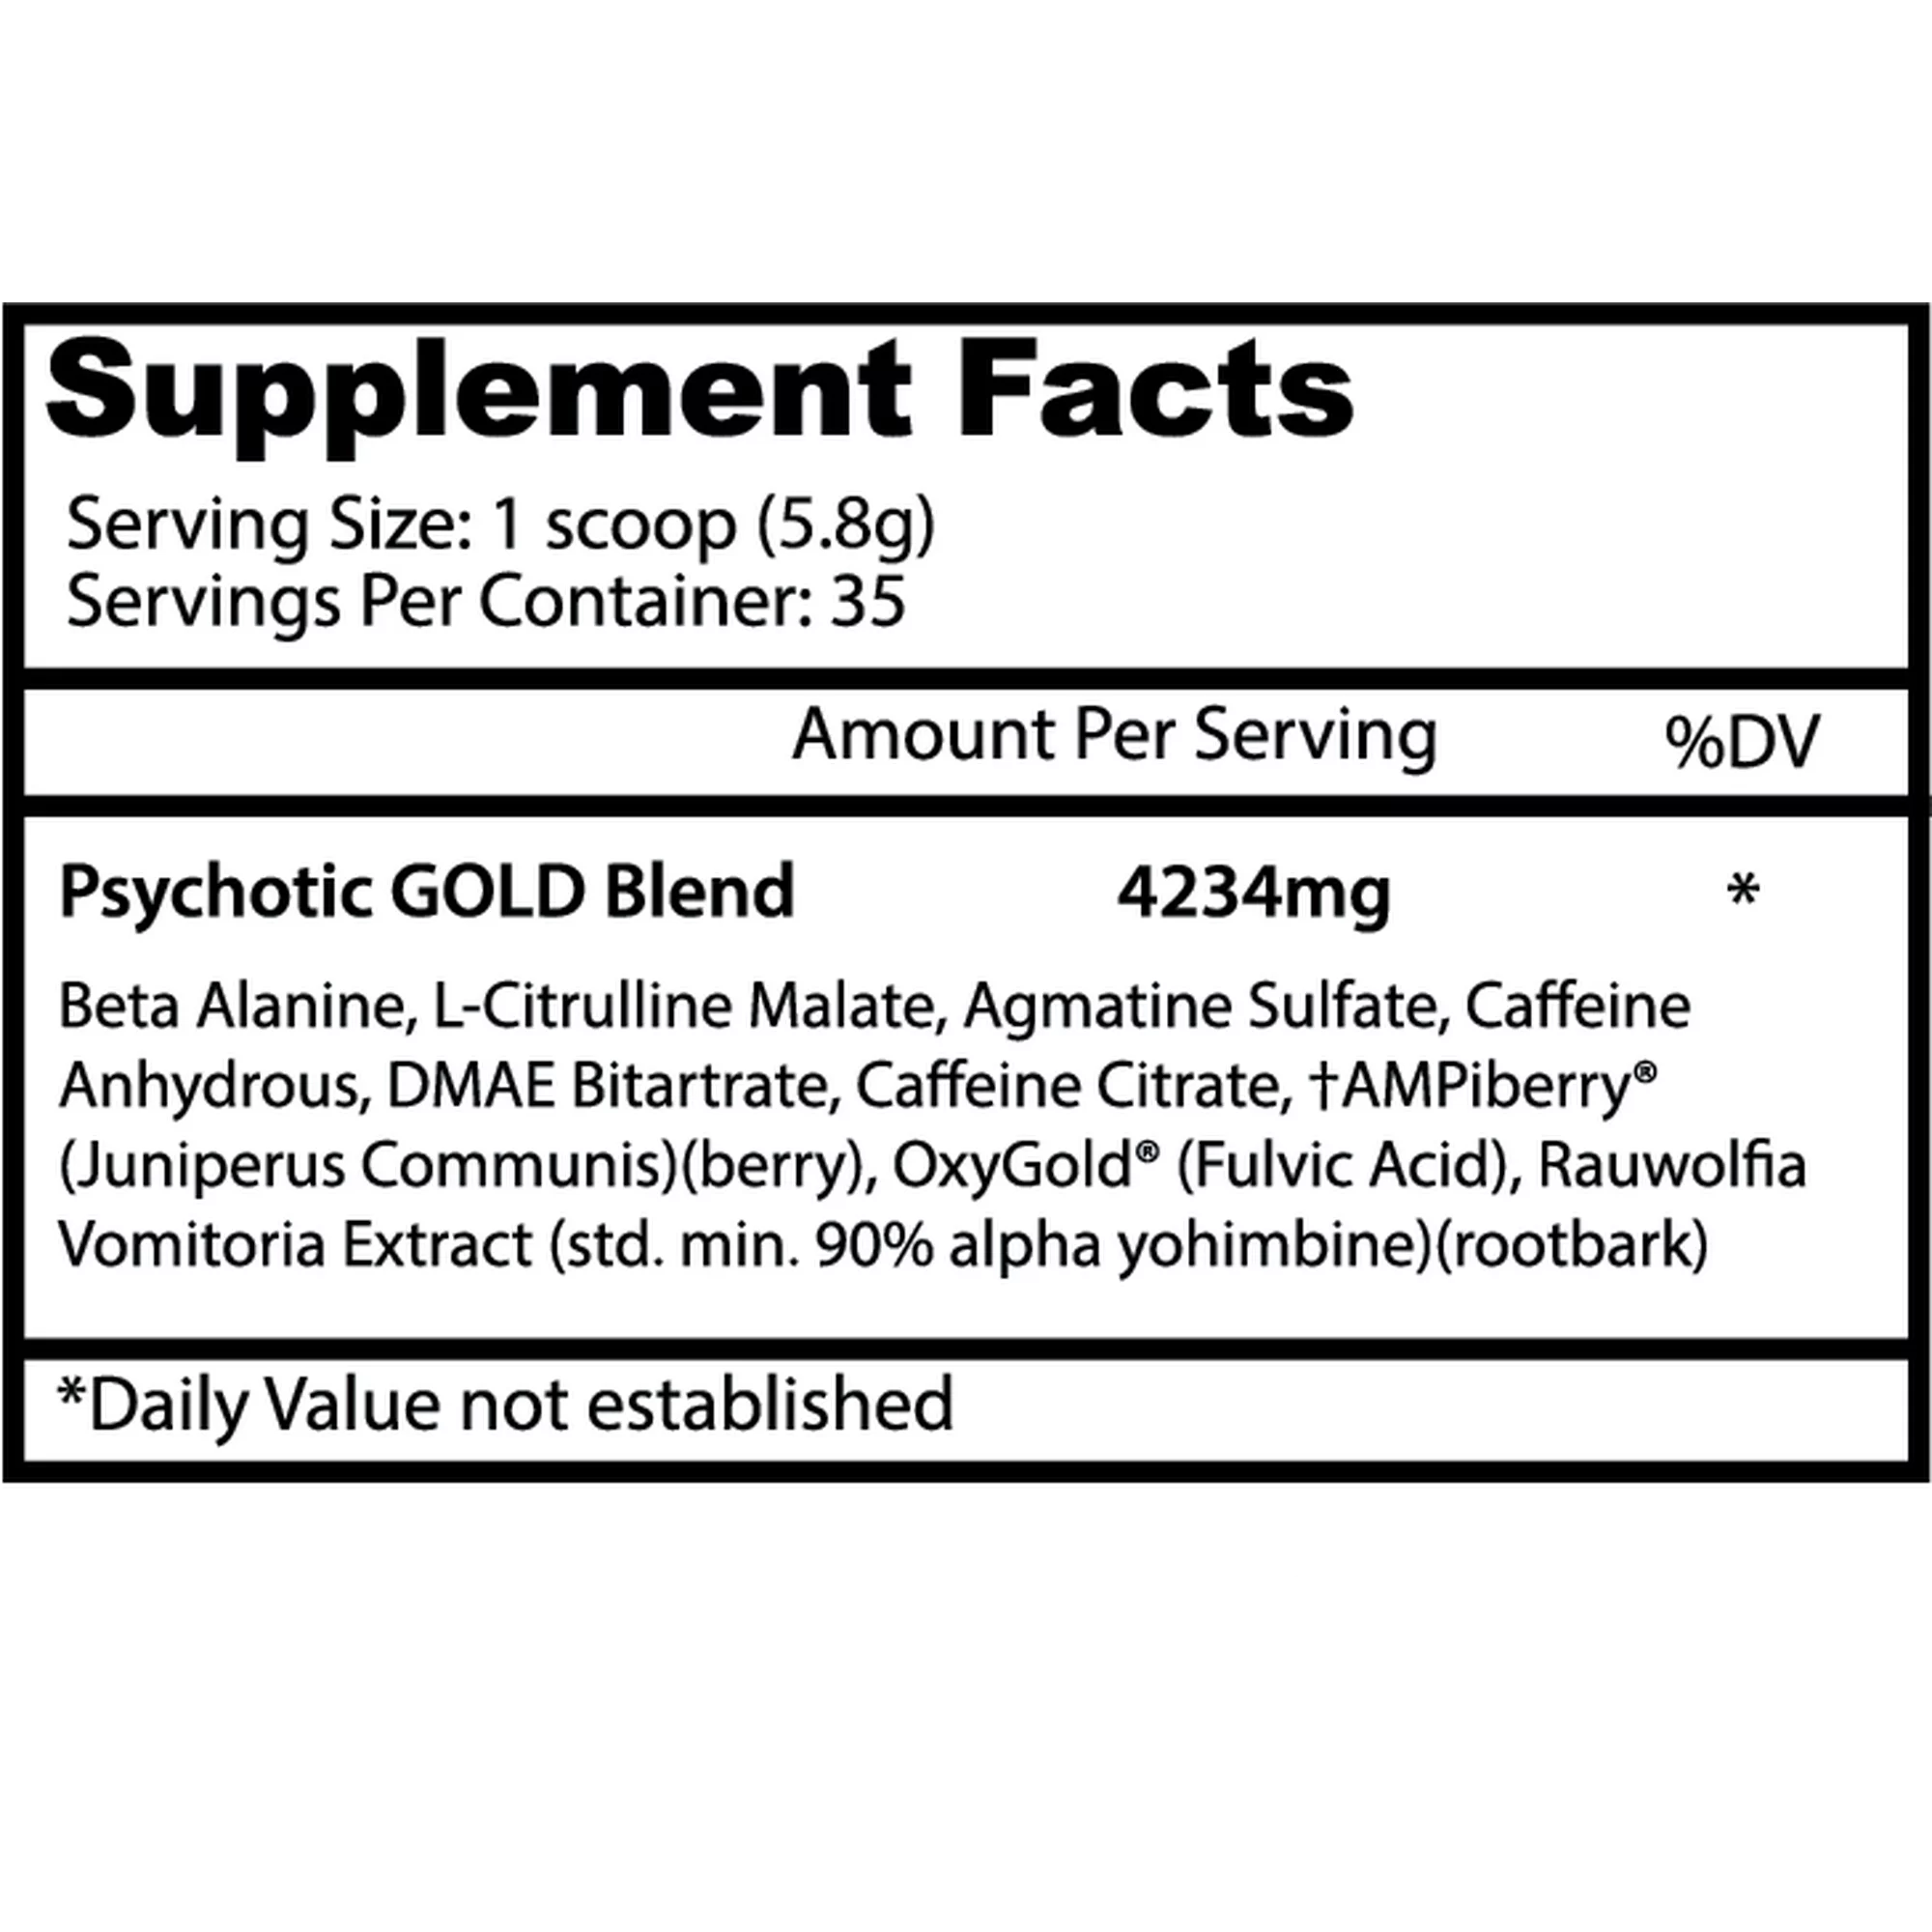 Supplement Facts
Serving Size: 1 scoop (5.8g)
Servings Per Container: 35
Amount Per Serving %DV
Psychotic GOLD Blend 4234mg *
Beta Alanine, L-Citrulline Malate, Agmatine Sulfate, Caffeine
Anhydrous, DMAE Bitartrate, Caffeine Citrate, †AMPiberry®
(Juniperus Communis)(berry), OxyGold® (Fulvic Acid), Rauwolfia
Vomitoria Extract (std. min. 90% alpha yohimbine)(rootbark)
*Daily Value not established